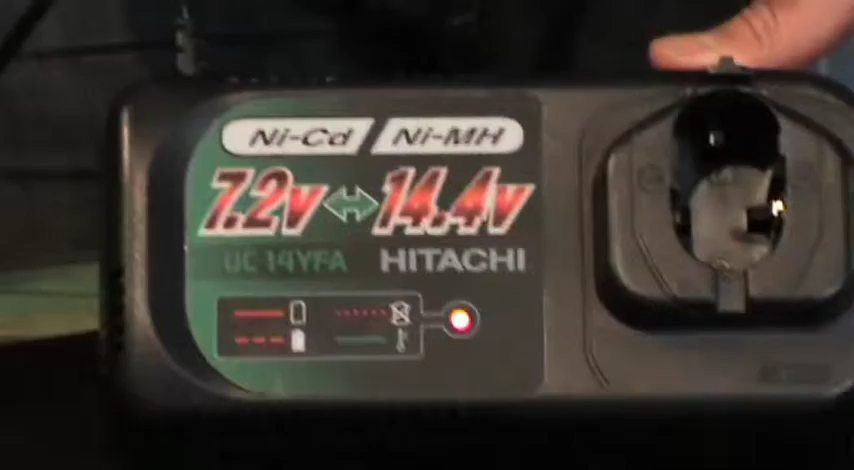 Ni-Cd Ni-MH
7.2v ↔ 14.4v
UC 14YFA HITACHI